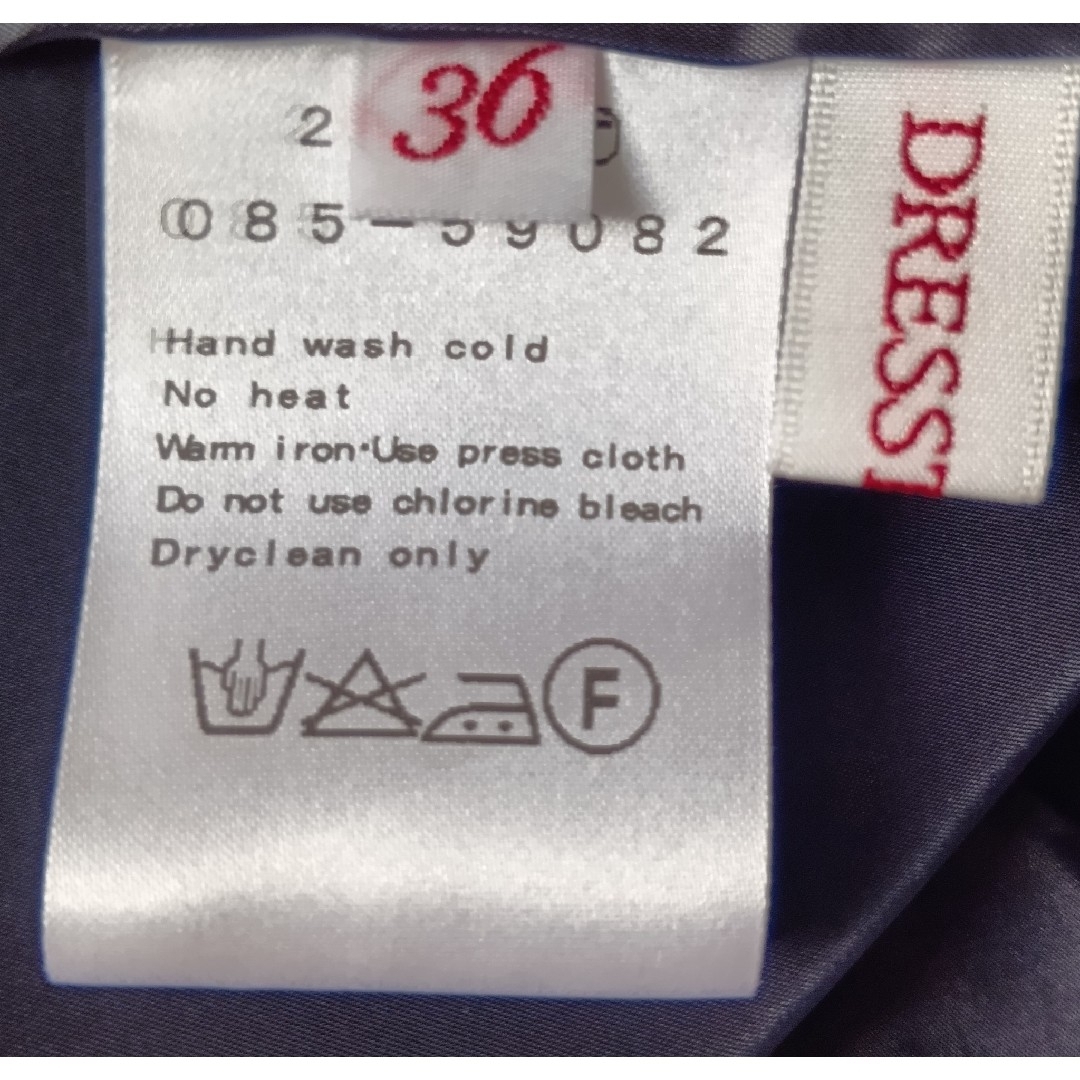 36
2
085-59082
Hand wash cold
No heat
Warm iron·Use press cloth
Do not use chlorine bleach
Dryclean only
F
DRESS